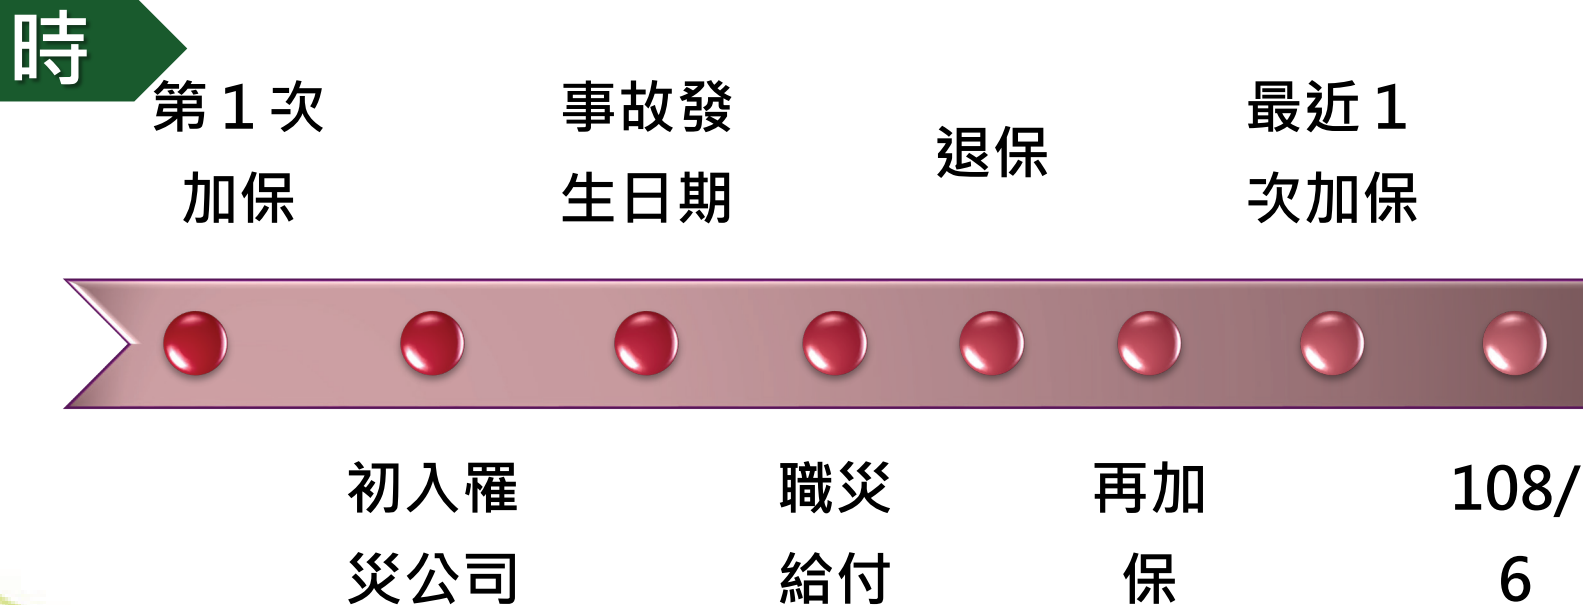 時
第1次
加保
事故發
生日期
退保
最近1
次加保
初入罹
災公司
職災
給付
再加
保
108/
6